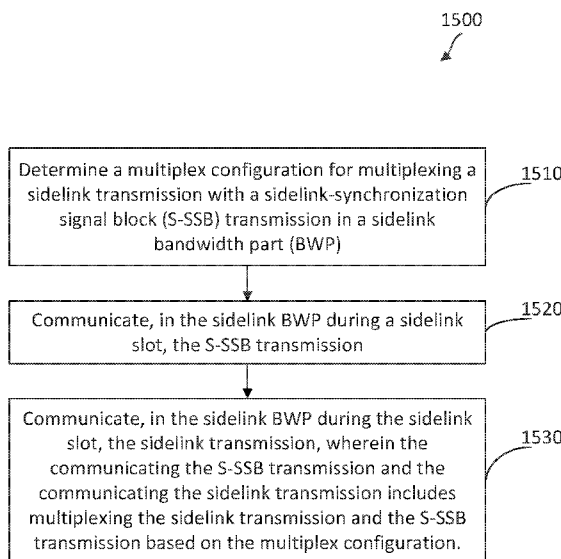 1500
Determine a multiplex configuration for multiplexing a
sidelink transmission with a sidelink-synchronization
signal block (S-SSB) transmission in a sidelink
bandwidth part (BWP)
1510
Communicate, in the sidelink BWP during a sidelink
slot, the S-SSB transmission
1520
Communicate, in the sidelink BWP during the sidelink
slot, the sidelink transmission, wherein the
communicating the S-SSB transmission and the
communicating the sidelink transmission includes
multiplexing the sidelink transmission and the S-SSB
transmission based on the multiplex configuration.
1530